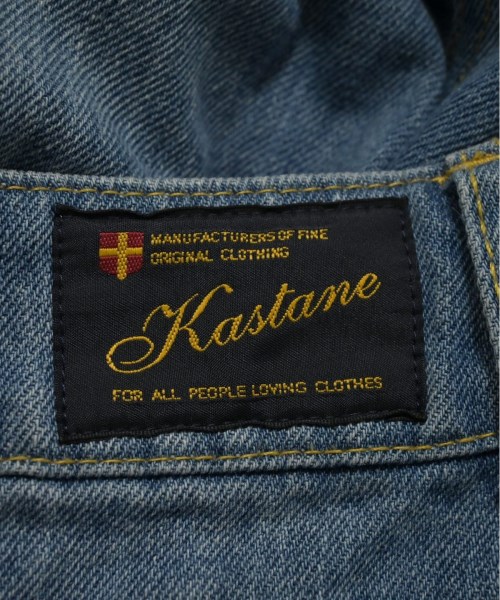 MANUFACTURERS OF FINE
ORIGINAL CLOTHING
Kastane
FOR ALL PEOPLE LOVING CLOTHES